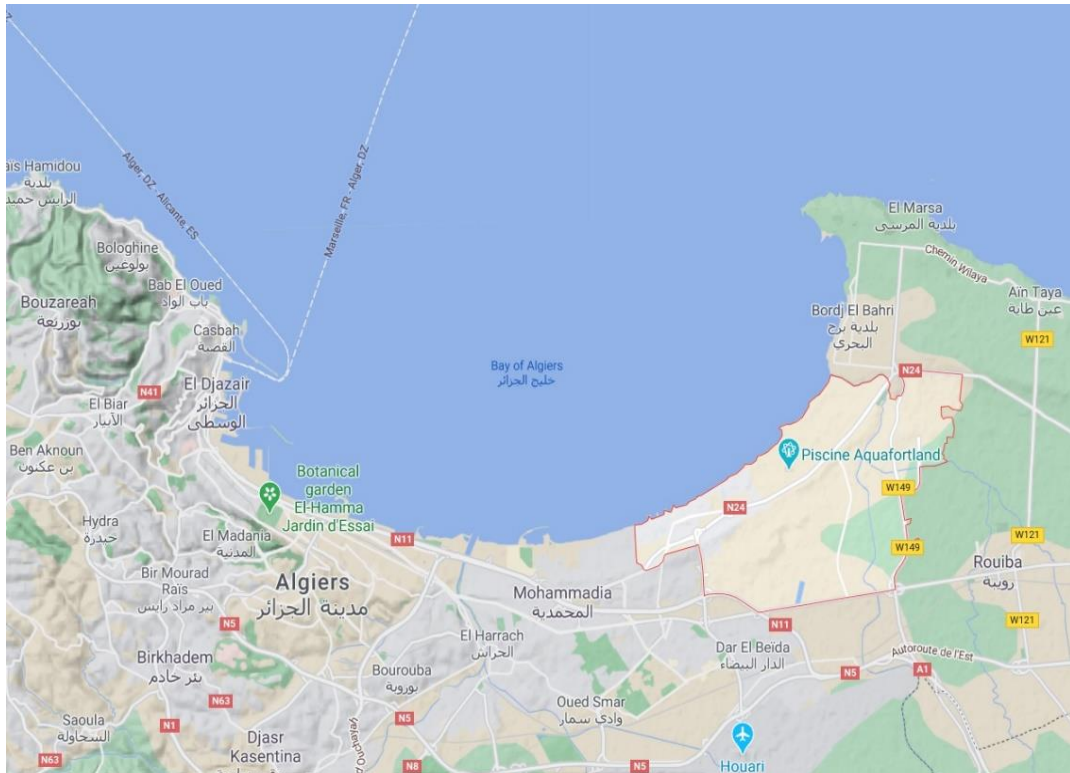 Alger, DZ - Alicante, ES
Marseille, FR - Alger, DZ
aïs Hamidou
بلدية
الرايس حميد
Bologhine
بولوغين
Bab El Oued
باب الواد
Bouzareah
بوزريعة
Casbah
القصبة
N41
El Djazair
الجزائر
الوسطى
El Biar
الأبيار
Ben Aknoun
بن عكنون
Bay of Algiers
خليج الجزائر
El Marsa
بلدية المرسى
Chemin Wilaya
Aïn Taya
عين طاية
Bordj El Bahri
بلدية برج
البحري
W121
N24
Piscine Aquafortland
W149
N24
W149
W121
Rouiba
رويبة
W121
Botanical
garden
El-Hamma
Jardin d'Essai
Hydra
حيدرة
El Madania
المدنية
N11
Bir Mourad
Raïs
بير مراد رايس
Algiers
مدينة الجزائر
Mohammadia
المحمدية
N5
El Harrach
الحراش
N11
Dar El Beïda
الدار البيضاء
Autoroute de l'Est
A1
N5
Birkhadem
بئر خادم
Bourouba
بوروبة
N63
Oued Smar
وادي سمار
Saoula
السحاولة
N1
N5
Djasr
Kasentina
N63
N8
N5
Houari